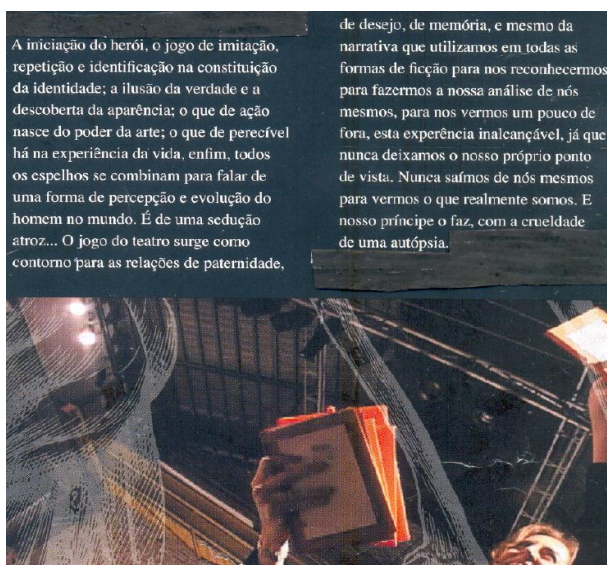 A iniciação do herói, o jogo de imitação,
repetição e identificação na constituição
da identidade; a ilusão da verdade e a
descoberta da aparência; o que de ação
nasce do poder da arte; o que de perecível
há na experiência da vida, enfim, todos
os espelhos se combinam para falar de
uma forma de percepção e evolução do
homem no mundo. É de uma sedução
atroz... O jogo do teatro surge como
contorno para as relações de paternidade,
de desejo, de memória, e mesmo da
narrativa que utilizamos em todas as
formas de ficção para nos reconhecermos
para fazermos a nossa análise de nós
mesmos, para nos vermos um pouco de
fora, esta experência inalcançável, já que
nunca deixamos o nosso próprio ponto
de vista. Nunca saímos de nós mesmos
para vermos o que realmente somos. E
nosso príncipe o faz, com a crueldade
de uma autópsia.